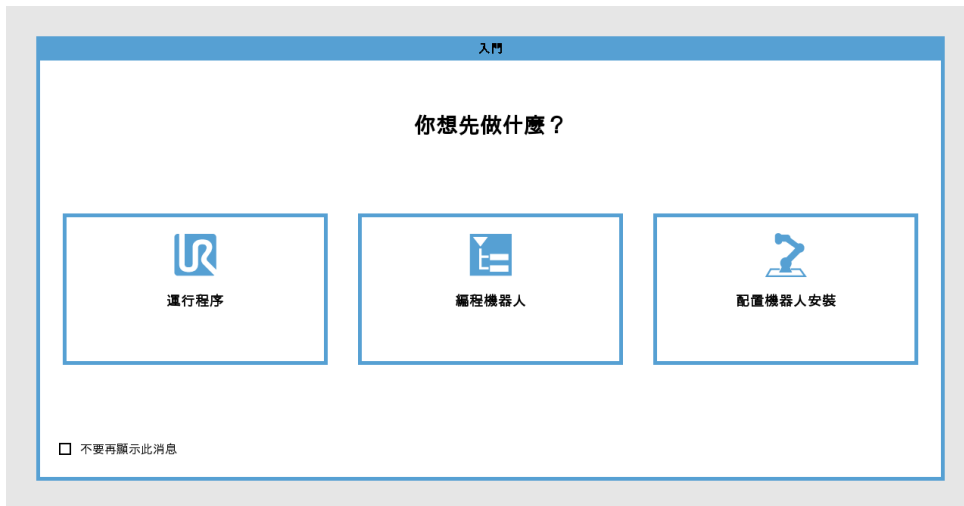 入門
你想先做什麼？
UR
運行程序
編程機器人
配置機器人安裝
不要再顯示此消息